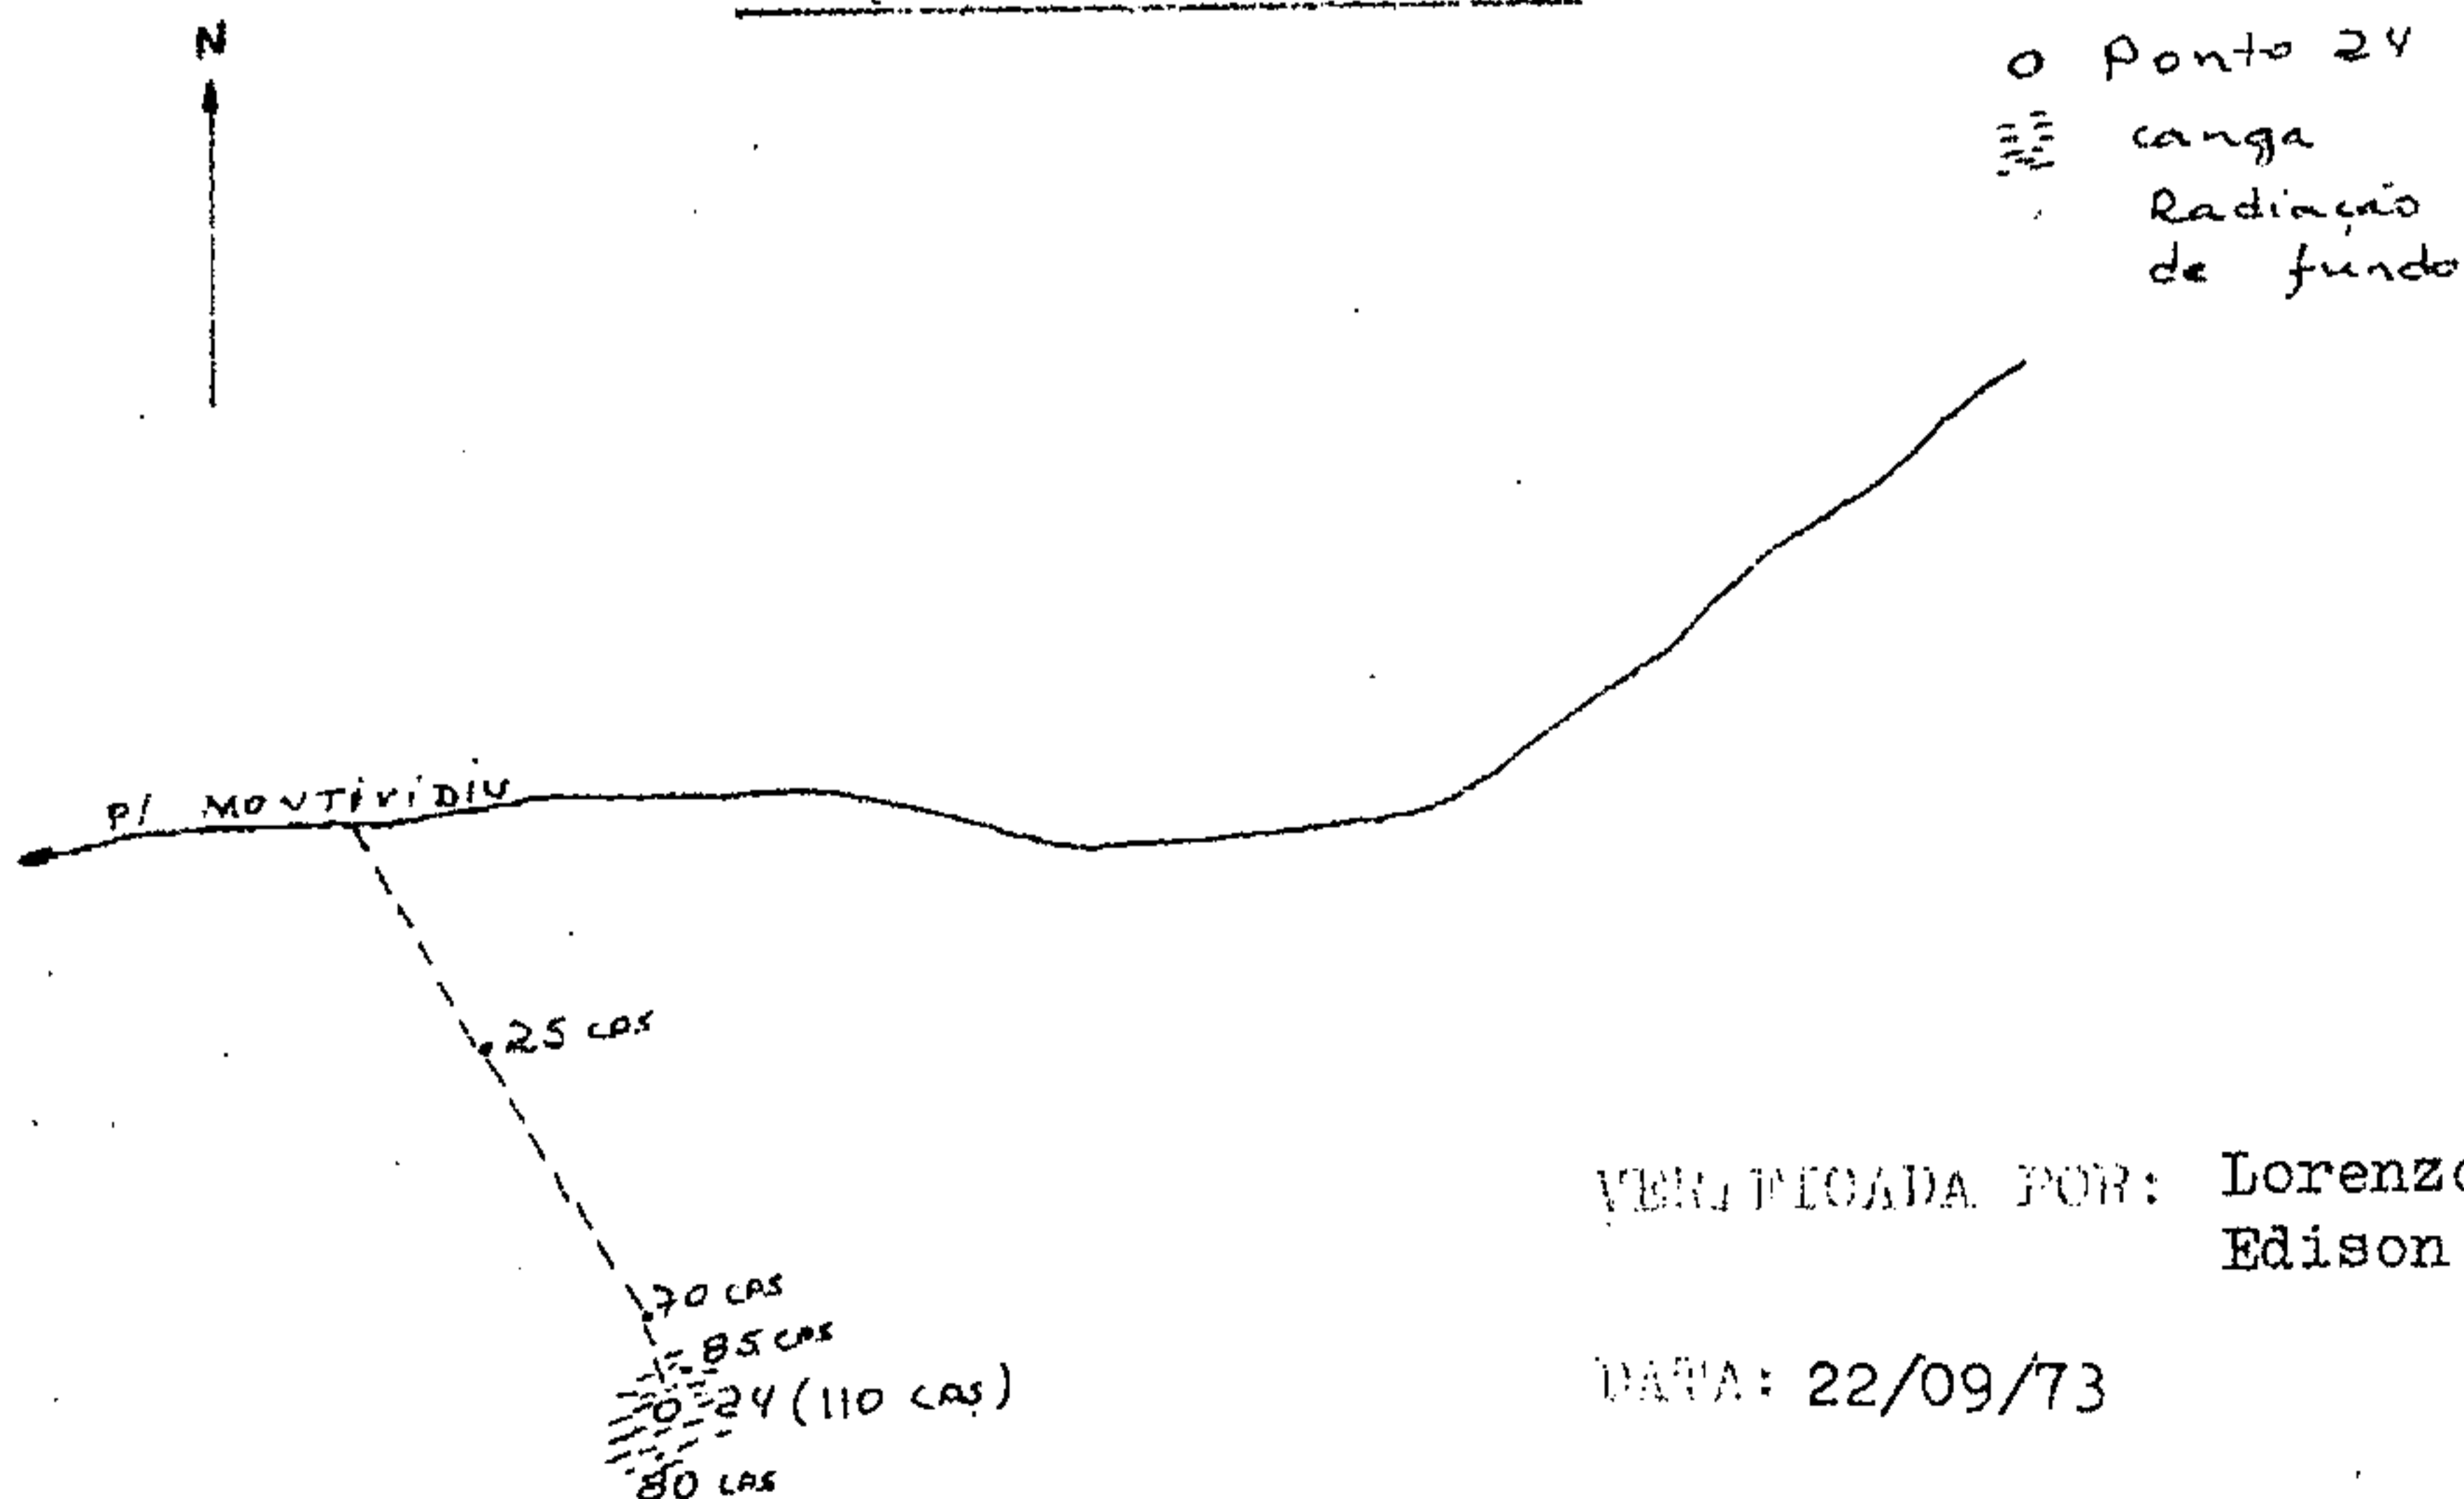 N
O Ponto 24
canga
Radiação
de fundo
p/ MONTIVIDIU
25 cps
70 cps
85 cps
O 24 (110 cps)
80 cps
VERIFICADA POR: Lorenzo
Edison
DATA: 22/09/73